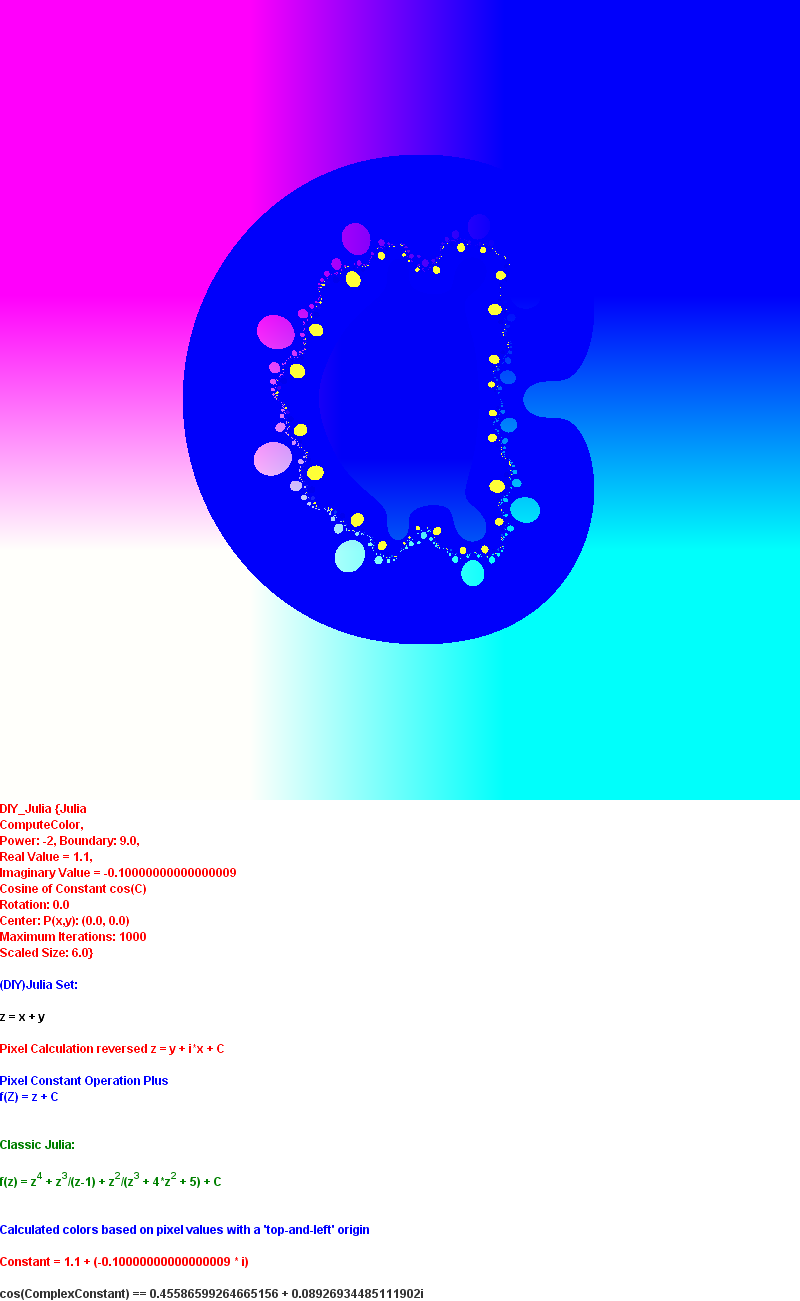 DIY_Julia {Julia
ComputeColor,
Power: -2, Boundary: 9.0,
Real Value = 1.1,
Imaginary Value = -0.10000000000000009
Cosine of Constant cos(C)
Rotation: 0.0
Center: P(x,y): (0.0, 0.0)
Maximum Iterations: 1000
Scaled Size: 6.0}
(DIY)Julia Set:
z = x + y
Pixel Calculation reversed z = y + i*x + C
Pixel Constant Operation Plus
f(Z) = z + C
Classic Julia:
f(z) = z^4 + z^3/(z-1) + z^2/(z^3 + 4*z^2 + 5) + C
Calculated colors based on pixel values with a 'top-and-left' origin
Constant = 1.1 + (-0.10000000000000009 * i)
cos(ComplexConstant) == 0.45586599264665156 + 0.08926934485111902i